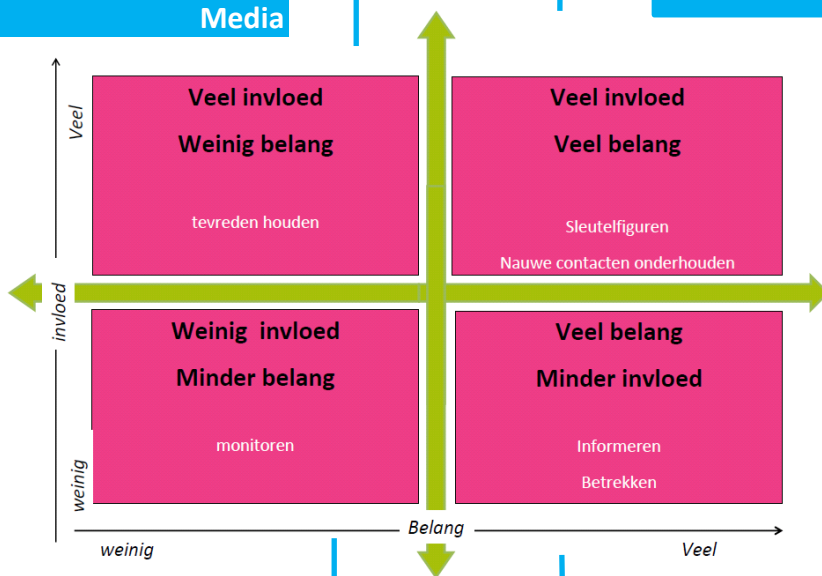 Media
Veel
Veel invloed
Weinig belang
tevreden houden
Veel invloed
Veel belang
Sleutelfiguren
Nauwe contacten onderhouden
invloed
Weinig invloed
Minder belang
monitoren
Veel belang
Minder invloed
Informeren
Betrekken
weinig
Belang
weinig
Veel